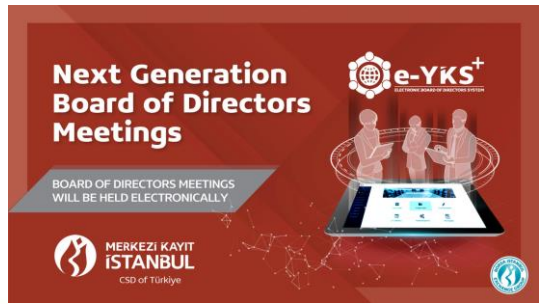 Next Generation
Board of Directors
Meetings
e-YKS+
ELECTRONIC BOARD OF DIRECTORS SYSTEM
BOARD OF DIRECTORS MEETINGS
WILL BE HELD ELECTRONICALLY
MERKEZİ KAYIT
İSTANBUL
CSD of Türkiye